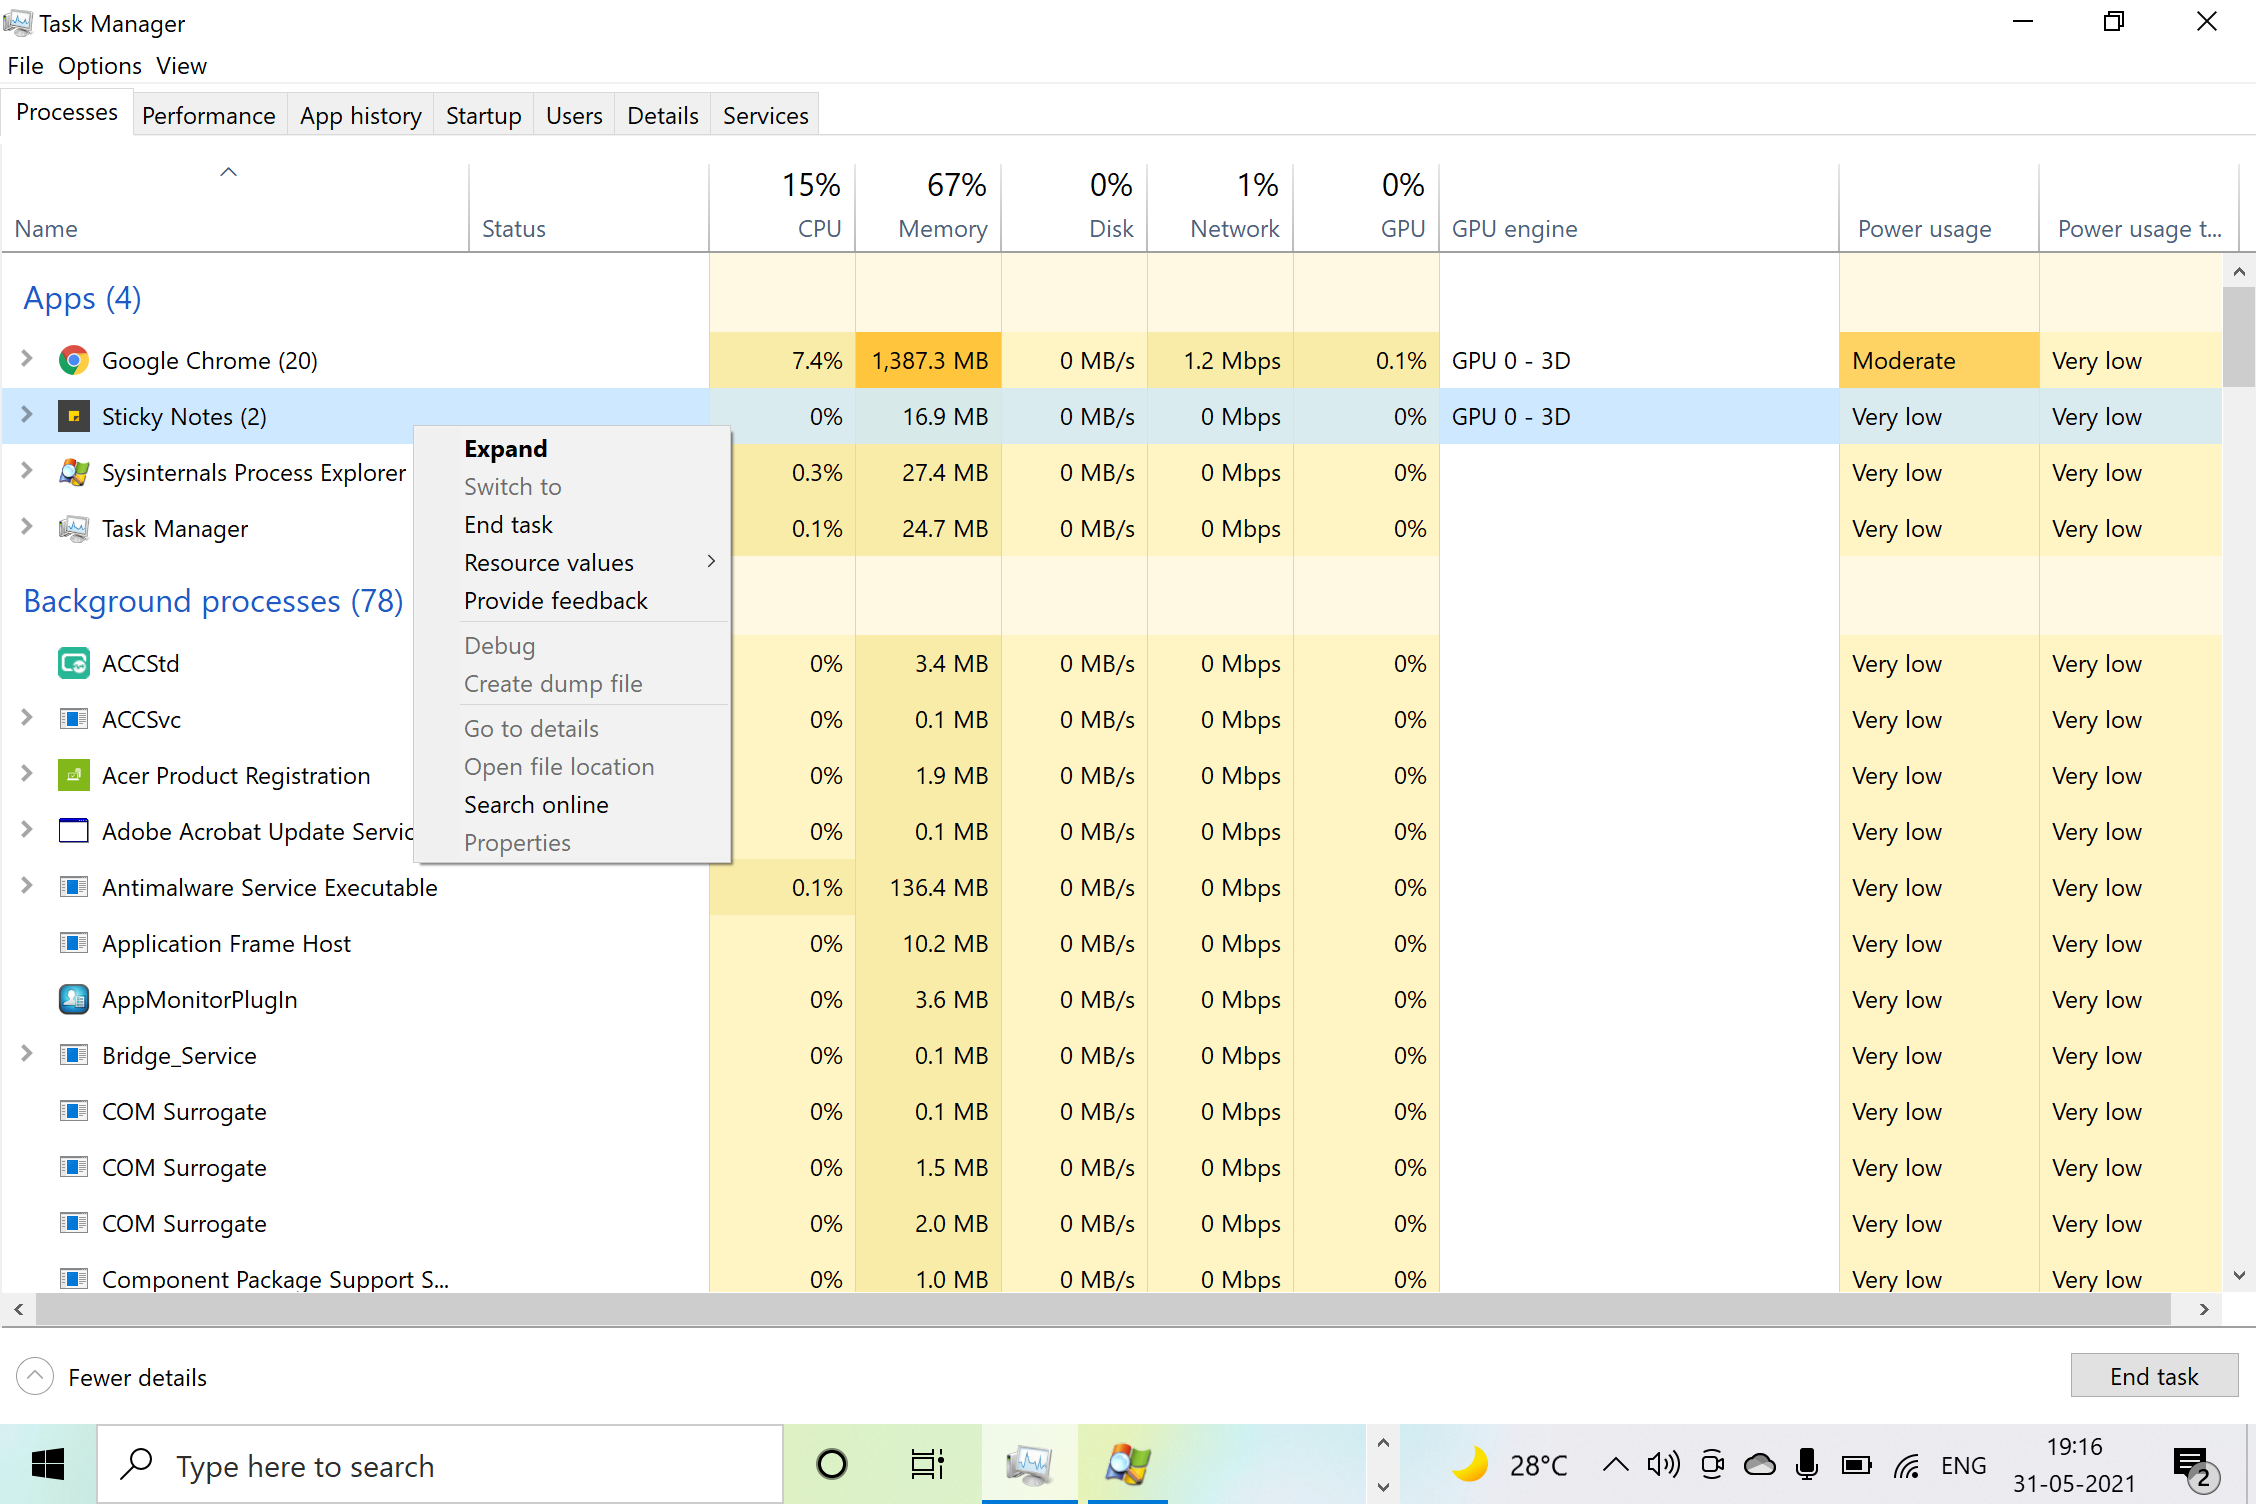 Task Manager
File Options View
Processes Performance App history Startup Users Details Services
15% 67% 0% 1% 0%
Name Status CPU Memory Disk Network GPU GPU engine Power usage Power usage t...
Apps (4)
Google Chrome (20) 7.4% 1,387.3 MB 0 MB/s 1.2 Mbps 0.1% GPU 0 - 3D Moderate Very low
Sticky Notes (2) 0% 16.9 MB 0 MB/s 0 Mbps 0% GPU 0 - 3D Very low Very low
Sysinternals Process Explorer 0.3% 27.4 MB 0 MB/s 0 Mbps 0% Very low Very low
Task Manager 0.1% 24.7 MB 0 MB/s 0 Mbps 0% Very low Very low
Expand
Switch to
End task
Resource values
Provide feedback
Debug
Create dump file
Go to details
Open file location
Search online
Properties
Background processes (78)
ACCStd 0% 3.4 MB 0 MB/s 0 Mbps 0% Very low Very low
ACCSvc 0% 0.1 MB 0 MB/s 0 Mbps 0% Very low Very low
Acer Product Registration 0% 1.9 MB 0 MB/s 0 Mbps 0% Very low Very low
Adobe Acrobat Update Servic 0% 0.1 MB 0 MB/s 0 Mbps 0% Very low Very low
Antimalware Service Executable 0.1% 136.4 MB 0 MB/s 0 Mbps 0% Very low Very low
Application Frame Host 0% 10.2 MB 0 MB/s 0 Mbps 0% Very low Very low
AppMonitorPlugIn 0% 3.6 MB 0 MB/s 0 Mbps 0% Very low Very low
Bridge_Service 0% 0.1 MB 0 MB/s 0 Mbps 0% Very low Very low
COM Surrogate 0% 0.1 MB 0 MB/s 0 Mbps 0% Very low Very low
COM Surrogate 0% 1.5 MB 0 MB/s 0 Mbps 0% Very low Very low
COM Surrogate 0% 2.0 MB 0 MB/s 0 Mbps 0% Very low Very low
Component Package Support S... 0% 1.0 MB 0 MB/s 0 Mbps 0% Very low Very low
Fewer details End task
Type here to search 28°C ENG 19:16
31-05-2021 2